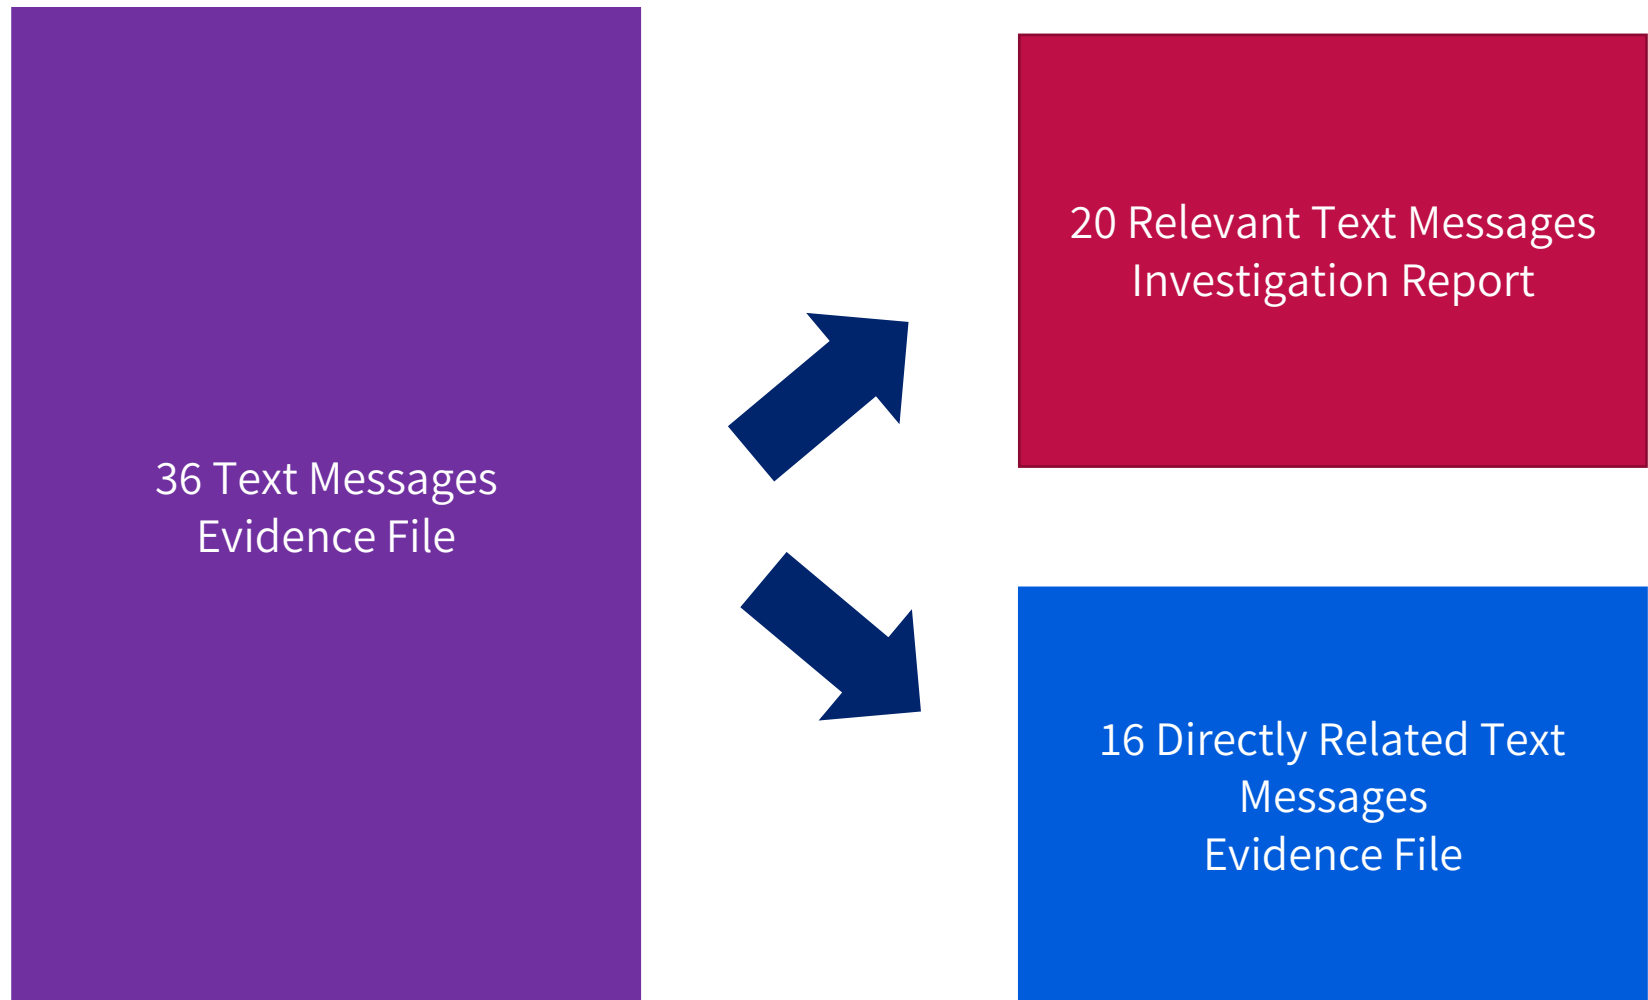 36 Text Messages
Evidence File
20 Relevant Text Messages
Investigation Report
16 Directly Related Text
Messages
Evidence File